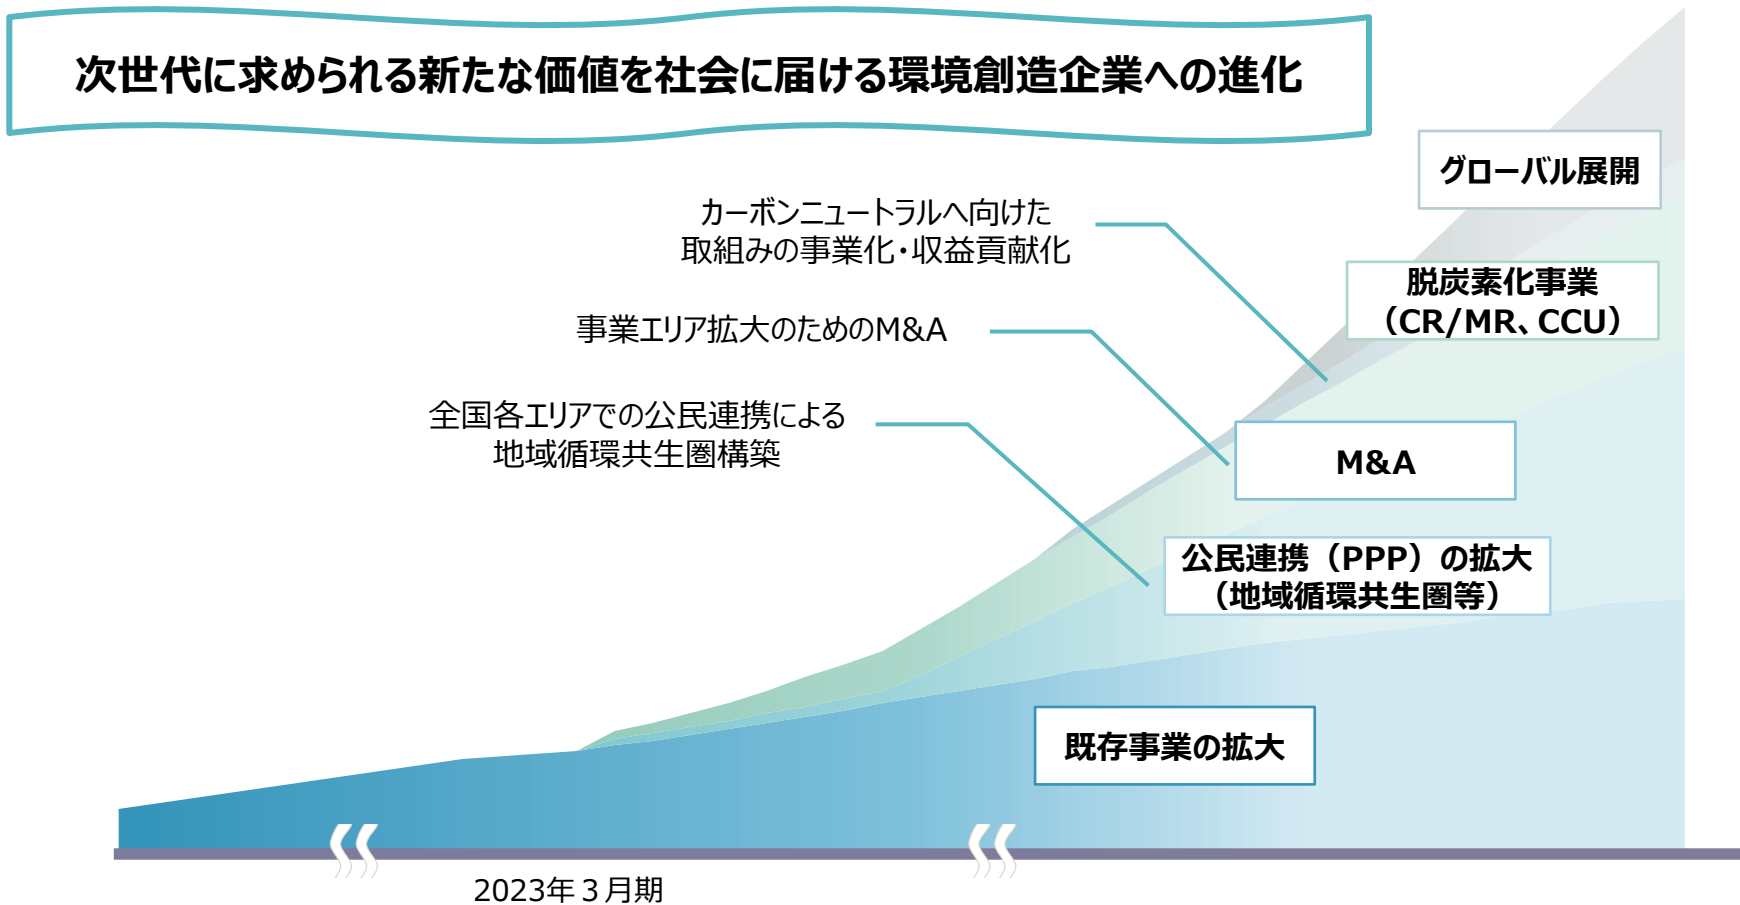 次世代に求められる新たな価値を社会に届ける環境創造企業への進化
グローバル展開
カーボンニュートラルへ向けた
取組みの事業化・収益貢献化
脱炭素化事業
（CR/MR、CCU）
事業エリア拡大のためのM&A
全国各エリアでの公民連携による
地域循環共生圏構築
M&A
公民連携（PPP）の拡大
（地域循環共生圏等）
既存事業の拡大
2023年３月期